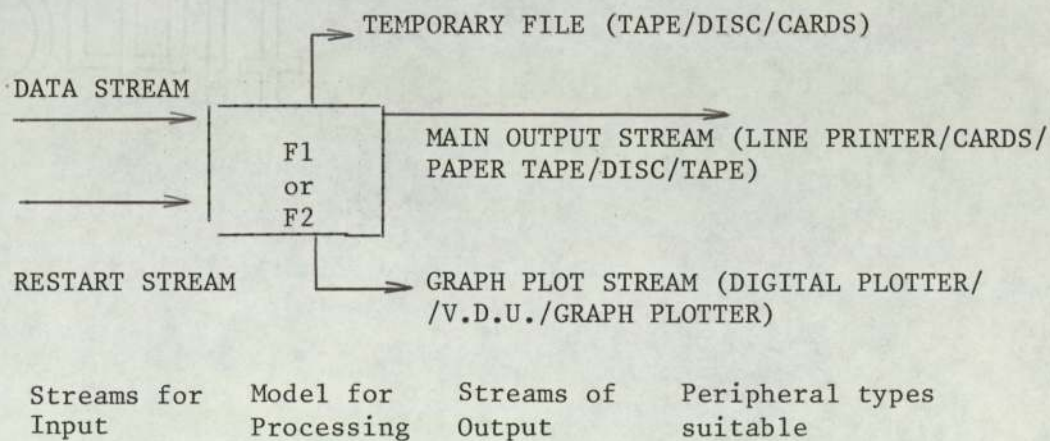 TEMPORARY FILE (TAPE/DISC/CARDS)
DATA STREAM
MAIN OUTPUT STREAM (LINE PRINTER/CARDS/
PAPER TAPE/DISC/TAPE)
F1
or
F2
RESTART STREAM
GRAPH PLOT STREAM (DIGITAL PLOTTER/
/V.D.U./GRAPH PLOTTER)
Streams for Input
Model for Processing
Streams of Output
Peripheral types suitable